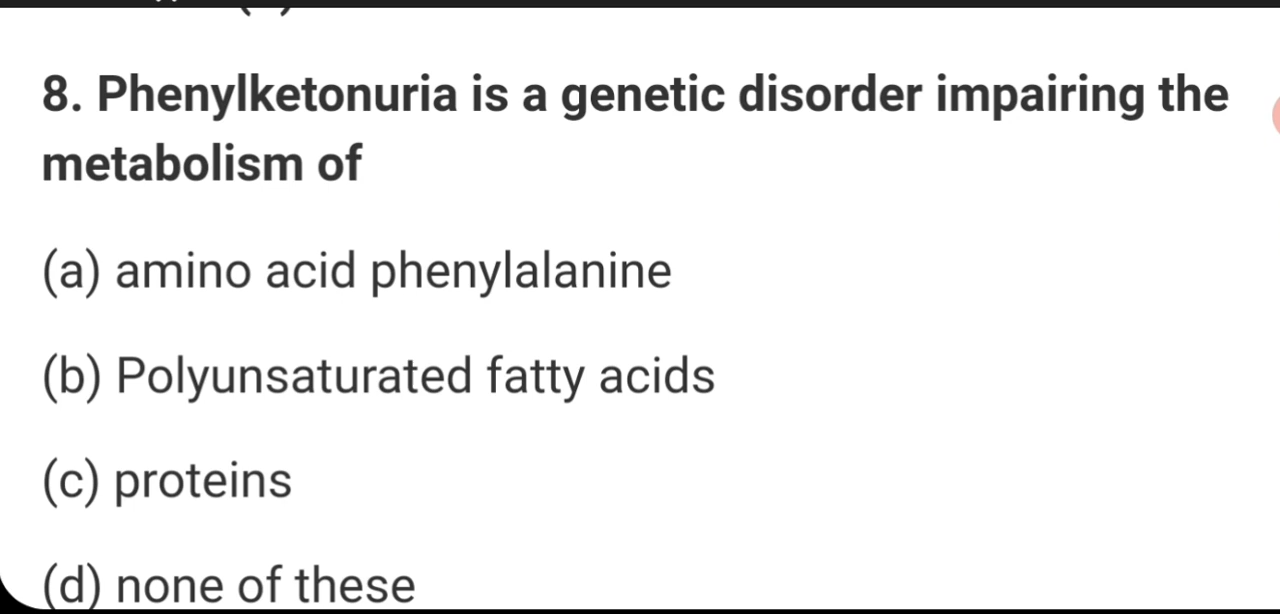 8. Phenylketonuria is a genetic disorder impairing the
metabolism of
(a) amino acid phenylalanine
(b) Polyunsaturated fatty acids
(c) proteins
(d) none of these